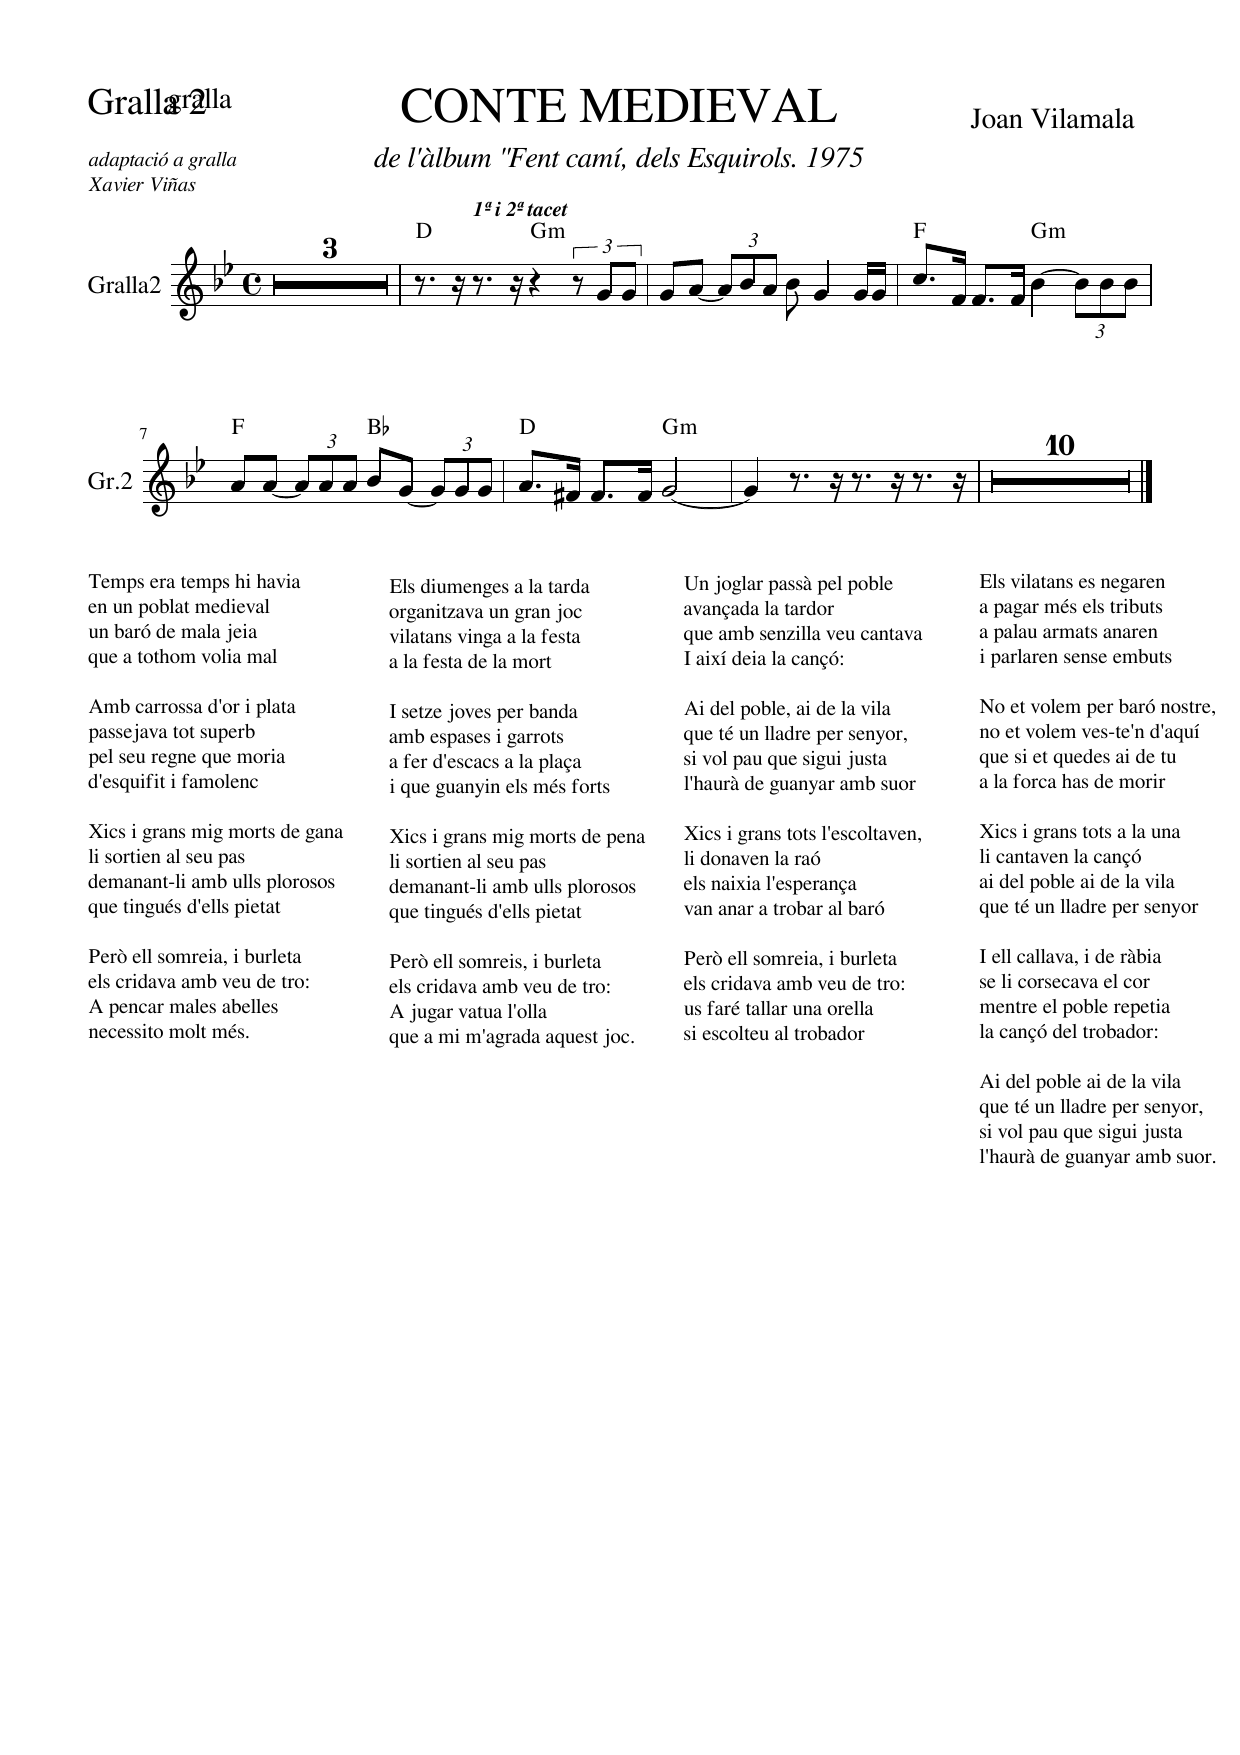 Gralla 2
gralla
CONTE MEDIEVAL
Joan Vilamala
adaptació a gralla
Xavier Viñas
de l'àlbum "Fent camí, dels Esquirols. 1975
1ª i 2ª tacet
D Gm F Gm
3 3 3
Gralla2
3
7
F B♭ D Gm
3 3 10
Gr.2
Temps era temps hi havia
en un poblat medieval
un baró de mala jeia
que a tothom volia mal
Amb carrossa d'or i plata
passejava tot superb
pel seu regne que moria
d'esquifit i famolenc
Xics i grans mig morts de gana
li sortien al seu pas
demanant-li amb ulls plorosos
que tingués d'ells pietat
Però ell somreia, i burleta
els cridava amb veu de tro:
A pencar males abelles
necessito molt més.
Els diumenges a la tarda
organitzava un gran joc
vilatans vinga a la festa
a la festa de la mort
I setze joves per banda
amb espases i garrots
a fer d'escacs a la plaça
i que guanyin els més forts
Xics i grans mig morts de pena
li sortien al seu pas
demanant-li amb ulls plorosos
que tingués d'ells pietat
Però ell somreis, i burleta
els cridava amb veu de tro:
A jugar vatua l'olla
que a mi m'agrada aquest joc.
Un joglar passà pel poble
avançada la tardor
que amb senzilla veu cantava
I així deia la cançó:
Ai del poble, ai de la vila
que té un lladre per senyor,
si vol pau que sigui justa
l'haurà de guanyar amb suor
Xics i grans tots l'escoltaven,
li donaven la raó
els naixia l'esperança
van anar a trobar al baró
Però ell somreia, i burleta
els cridava amb veu de tro:
us faré tallar una orella
si escolteu al trobador
Els vilatans es negaren
a pagar més els tributs
a palau armats anaren
i parlaren sense embuts
No et volem per baró nostre,
no et volem ves-te'n d'aquí
que si et quedes ai de tu
a la forca has de morir
Xics i grans tots a la una
li cantaven la cançó
ai del poble ai de la vila
que té un lladre per senyor
I ell callava, i de ràbia
se li corsecava el cor
mentre el poble repetia
la cançó del trobador:
Ai del poble ai de la vila
que té un lladre per senyor,
si vol pau que sigui justa
l'haurà de guanyar amb suor.